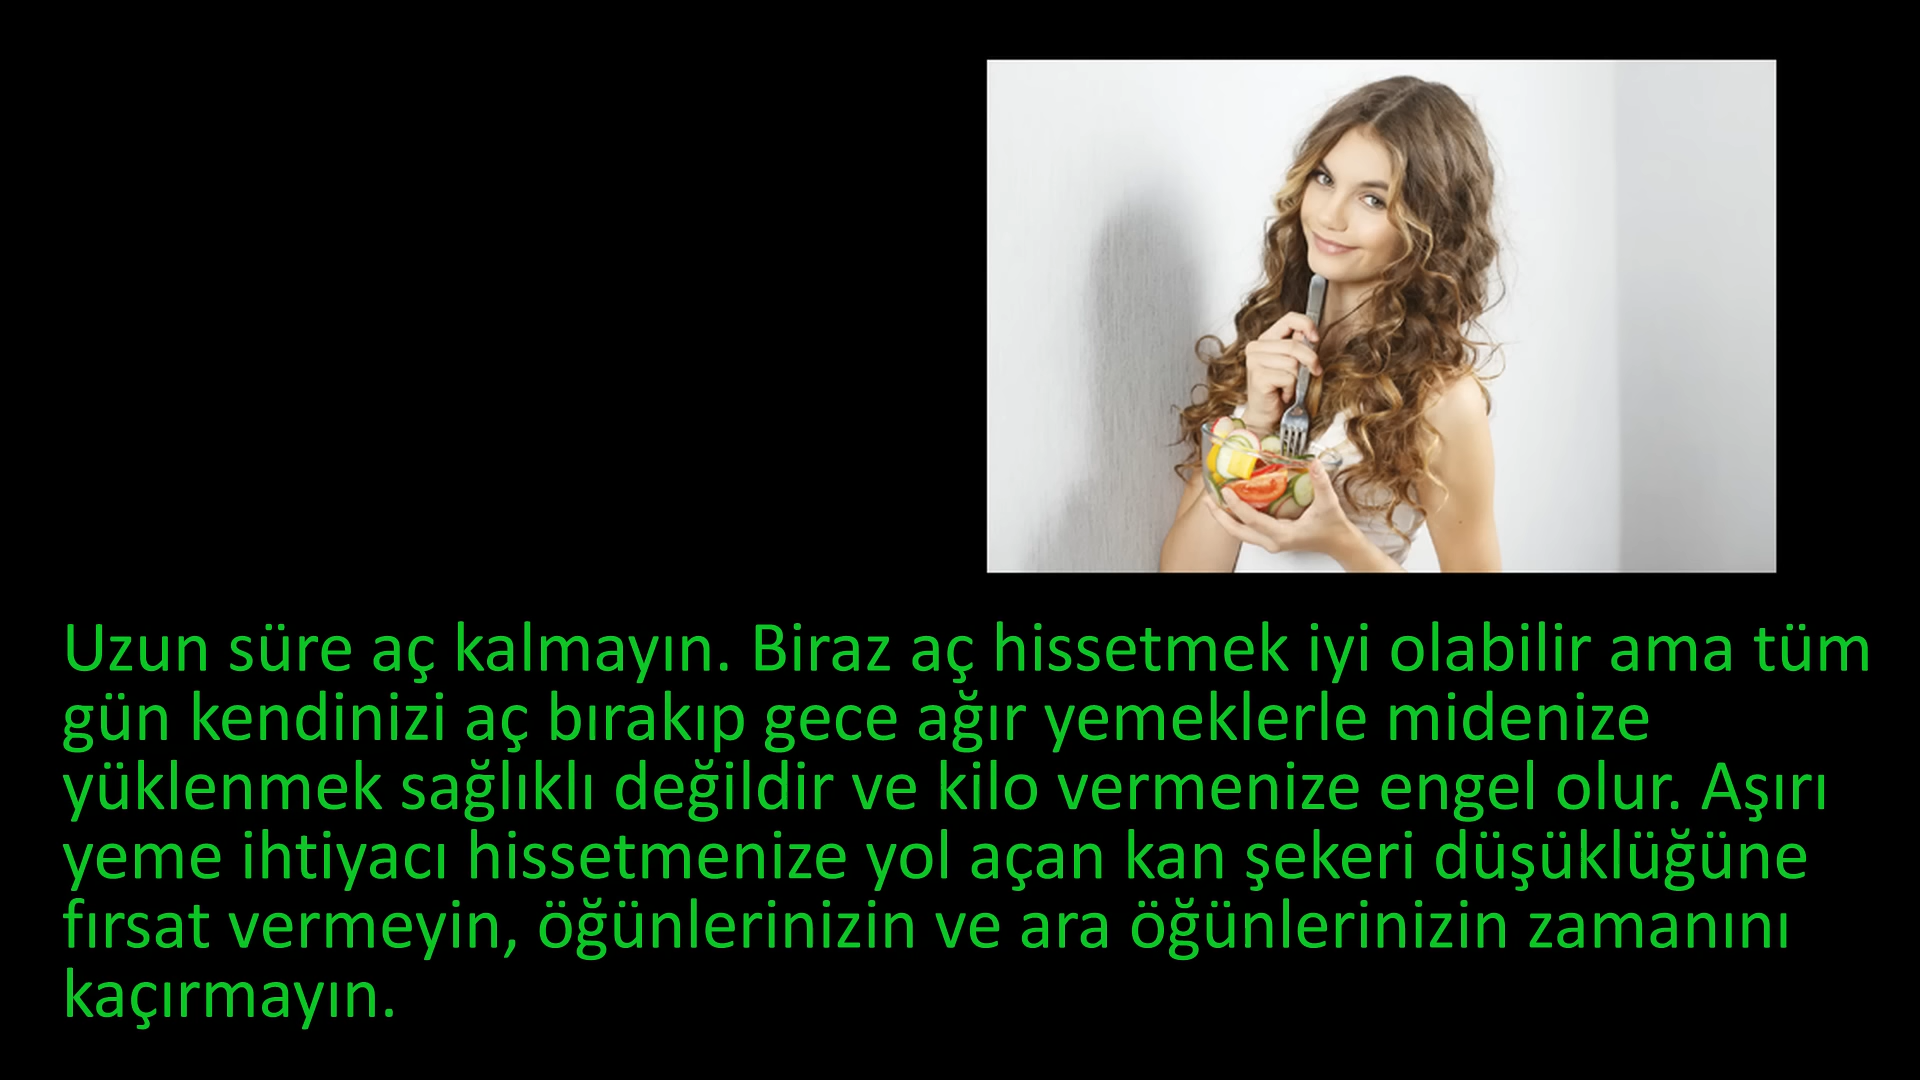 Uzun süre aç kalmayın. Biraz aç hissetmek iyi olabilir ama tüm
gün kendinizi aç bırakıp gece ağır yemeklerle midenize
yüklenmek sağlıklı değildir ve kilo vermenize engel olur. Aşırı
yeme ihtiyacı hissetmenize yol açan kan şekeri düşüklüğüne
fırsat vermeyin, öğünlerinizin ve ara öğünlerinizin zamanını
kaçırmayın.